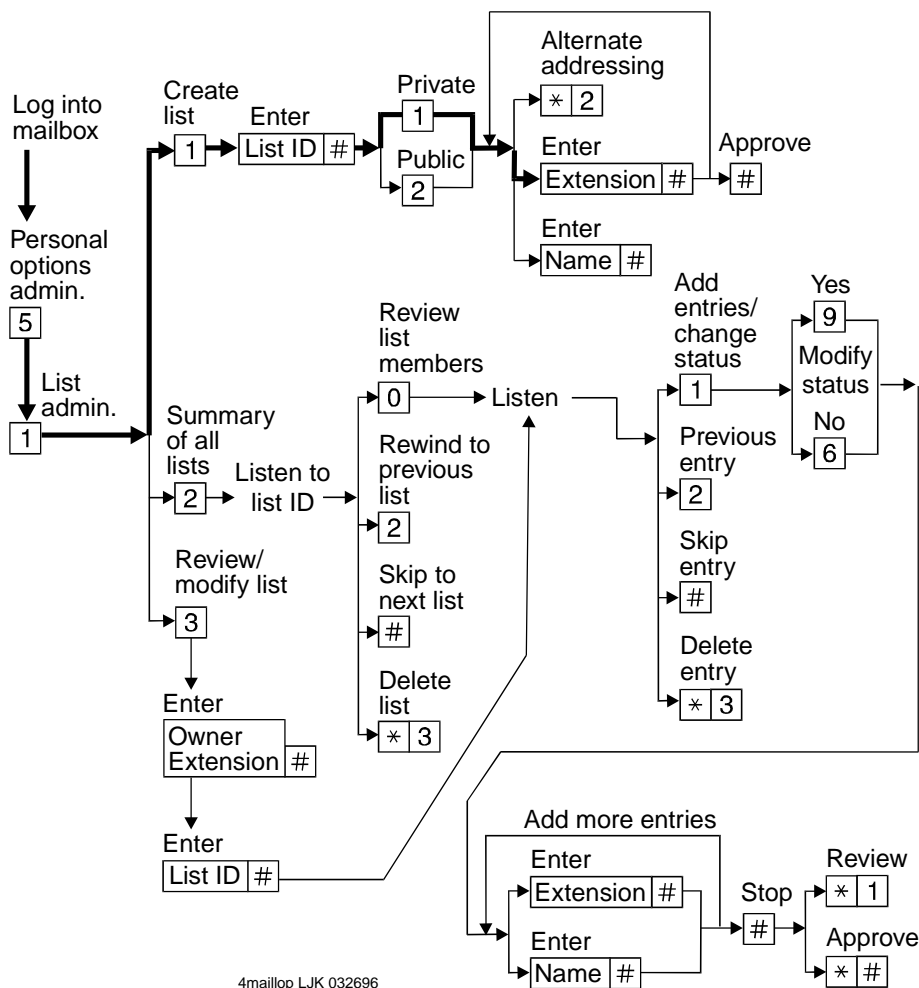 Log into
mailbox
Personal
options
admin.
5
List
admin.
1
Create
list
1
Enter
List ID #
Private
1
Public
2
Alternate
addressing
* 2
Enter
Extension #
Approve
#
Enter
Name #
Summary
of all
lists
2
Listen to
list ID
Review
list
members
0
Listen
Rewind to
previous
list
2
Skip to
next list
#
Delete
list
* 3
Add
entries/
change
status
1
Yes
9
Modify
status
No
6
Previous
entry
2
Skip
entry
#
Delete
entry
* 3
Review/
modify list
3
Enter
Owner
Extension #
Enter
List ID #
Add more entries
Enter
Extension #
Enter
Name #
Stop
#
Review
* 1
Approve
* #
4maillop LJK 032696